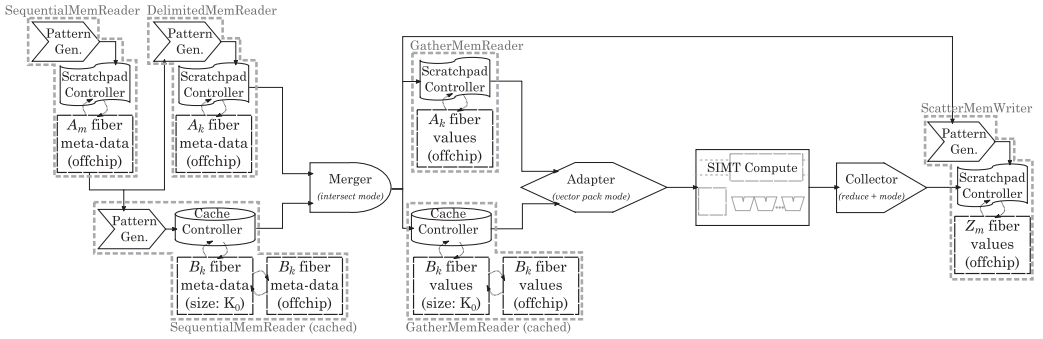 SequentialMemReader
Pattern
Gen.
Scratchpad
Controller
A_m fiber
meta-data
(offchip)
DelimitedMemReader
Pattern
Gen.
Scratchpad
Controller
A_k fiber
meta-data
(offchip)
Pattern
Gen.
Cache
Controller
B_k fiber
meta-data
(size: K_0)
B_k fiber
meta-data
(offchip)
SequentialMemReader (cached)
Merger
(intersect mode)
GatherMemReader
Scratchpad
Controller
A_k fiber
values
(offchip)
Cache
Controller
B_k fiber
values
(size: K_0)
B_k fiber
values
(offchip)
GatherMemReader (cached)
Adapter
(vector pack mode)
SIMT Compute
Collector
(reduce + mode)
ScatterMemWriter
Pattern
Gen.
Scratchpad
Controller
Z_m fiber
values
(offchip)